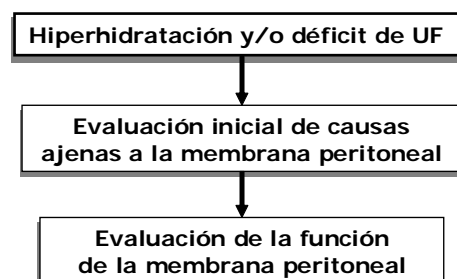 Hiperhidratación y/o déficit de UF
Evaluación inicial de causas
ajenas a la membrana peritoneal
Evaluación de la función
de la membrana peritoneal